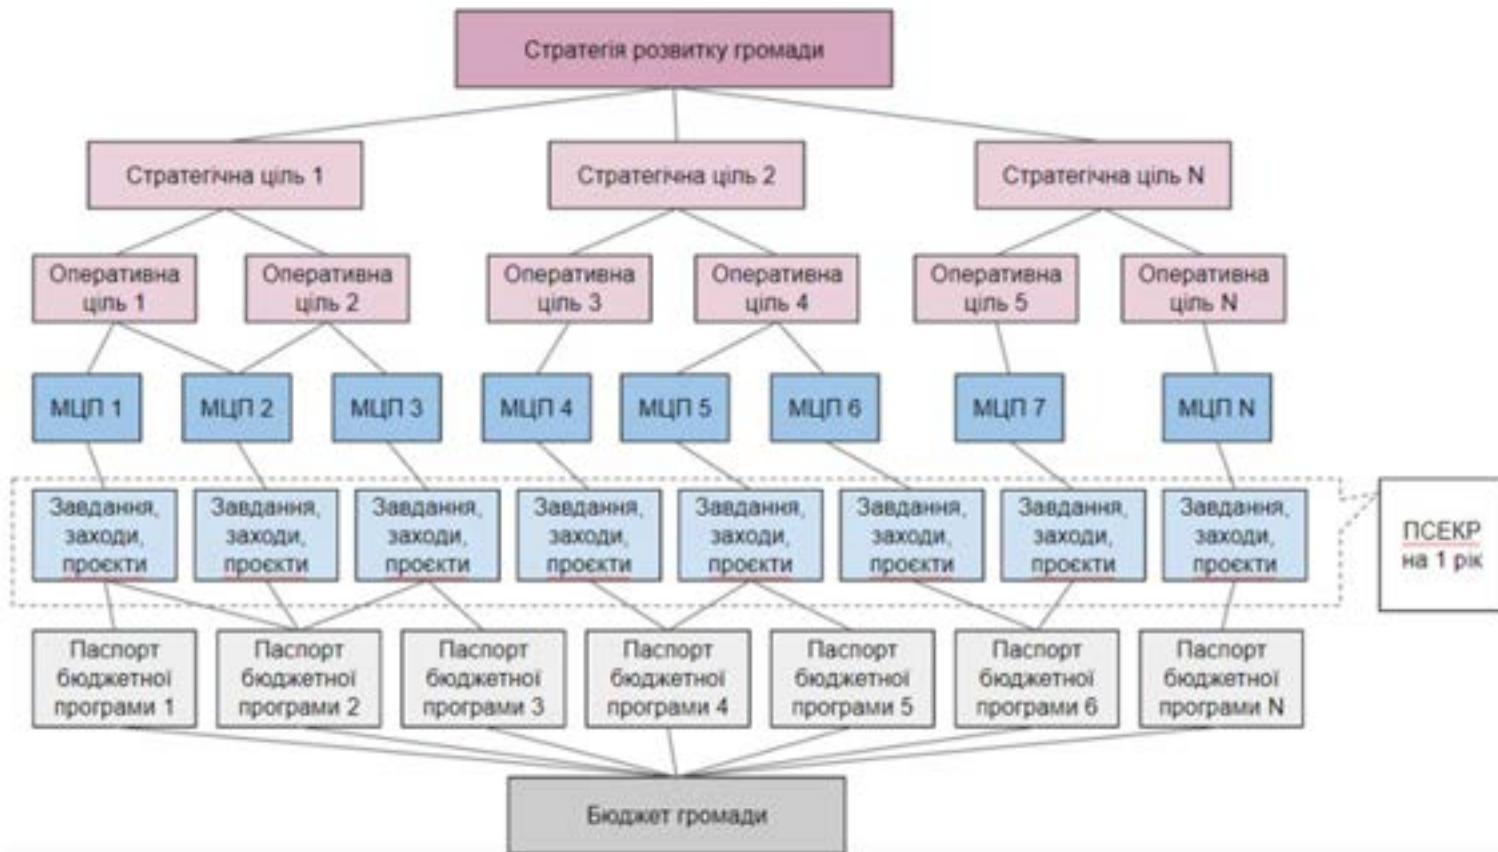 Стратегія розвитку громади
Стратегічна ціль 1
Стратегічна ціль 2
Стратегічна ціль N
Оперативна
ціль 1
Оперативна
ціль 2
Оперативна
ціль 3
Оперативна
ціль 4
Оперативна
ціль 5
Оперативна
ціль N
МЦП 1
МЦП 2
МЦП 3
МЦП 4
МЦП 5
МЦП 6
МЦП 7
МЦП N
Завдання,
заходи,
проєкти
Завдання,
заходи,
проєкти
Завдання,
заходи,
проєкти
Завдання,
заходи,
проєкти
Завдання,
заходи,
проєкти
Завдання,
заходи,
проєкти
Завдання,
заходи,
проєкти
Завдання,
заходи,
проєкти
ПСЕКР
на 1 рік
Паспорт
бюджетної
програми 1
Паспорт
бюджетної
програми 2
Паспорт
бюджетної
програми 3
Паспорт
бюджетної
програми 4
Паспорт
бюджетної
програми 5
Паспорт
бюджетної
програми 6
Паспорт
бюджетної
програми N
Бюджет громади